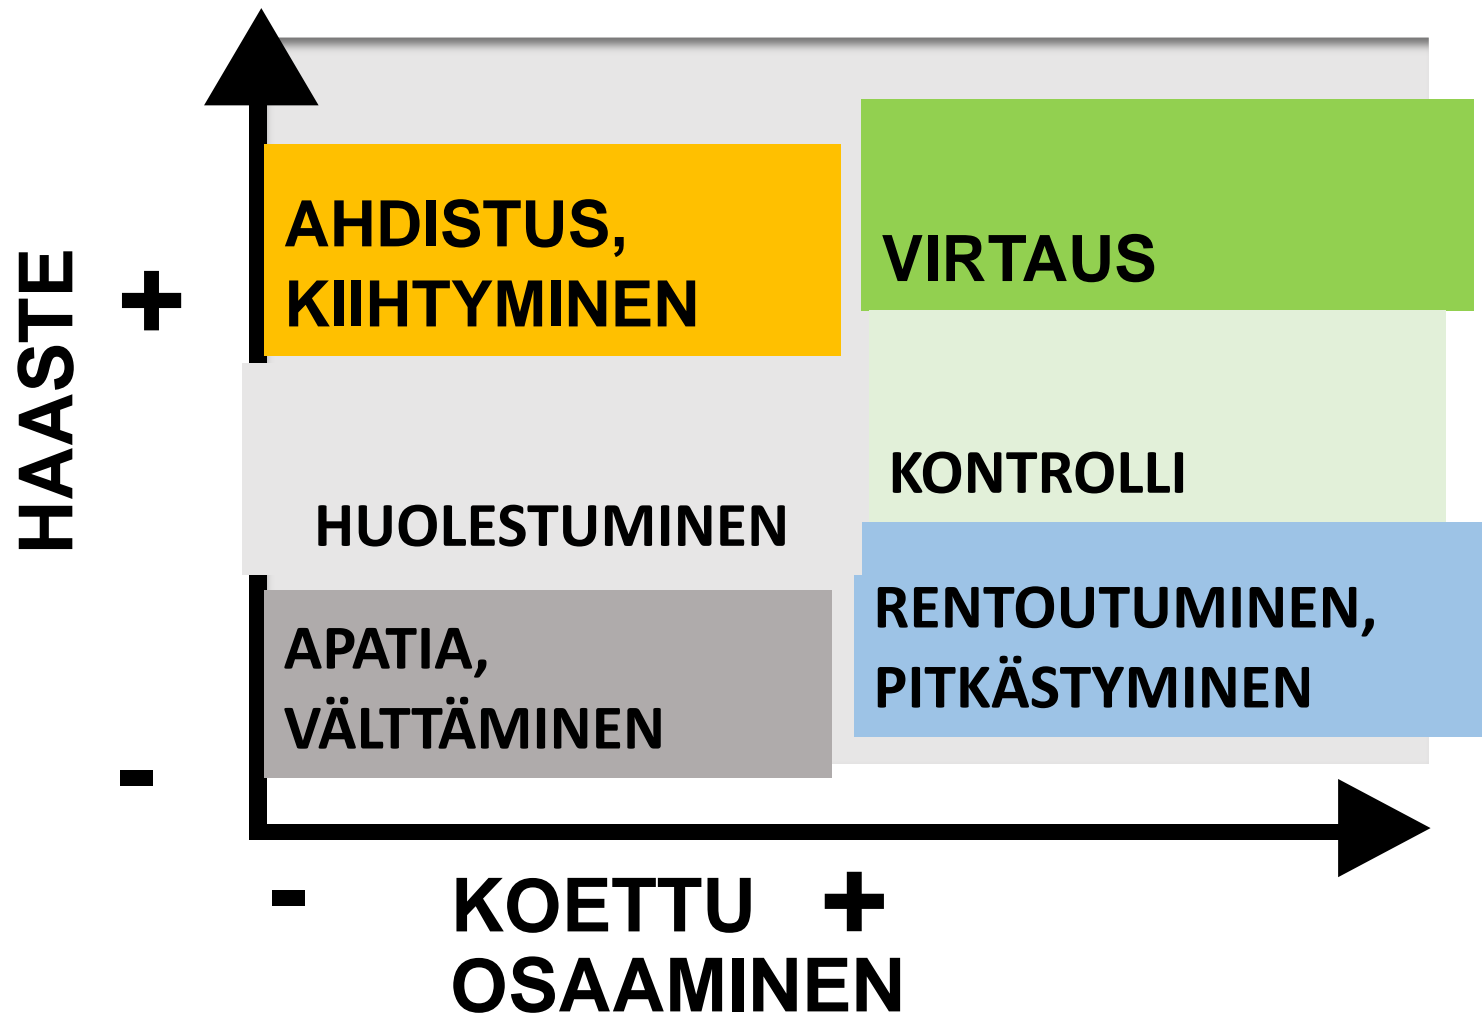 HAASTE
+
-
AHDISTUS,
KIIHTYMINEN
VIRTAUS
HUOLESTUMINEN
KONTROLLI
APATIA,
VÄLTTÄMINEN
RENTOUTUMINEN,
PITKÄSTYMINEN
-
KOETTU +
OSAAMINEN